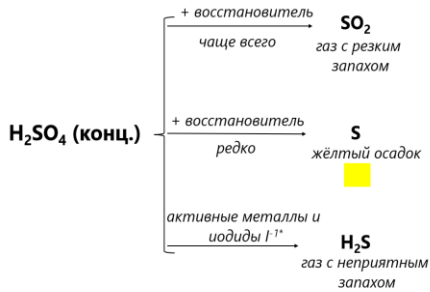 + восстановитель
чаще всего
SO₂
газ с резким
запахом
H₂SO₄ (конц.)
+ восстановитель
редко
S
жёлтый осадок
активные металлы и
иодиды I⁻¹*
H₂S
газ с неприятным
запахом